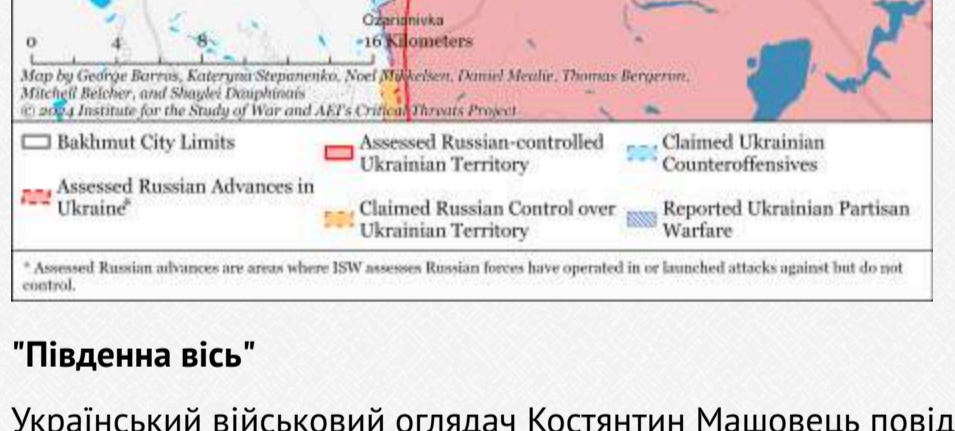 Ozarianivka
0 4 8 16 Kilometers
Map by George Barros, Kateryna Stepanenko, Noel Mikkelsen, Daniel Mealie, Thomas Bergeron,
Mitchell Belcher, and Shaylei Dauphinais
© 2024 Institute for the Study of War and AEI's Critical Threats Project
Bakhmut City Limits
Assessed Russian Advances in
Ukraine*
Assessed Russian-controlled
Ukrainian Territory
Claimed Russian Control over
Ukrainian Territory
Claimed Ukrainian
Counteroffensives
Reported Ukrainian Partisan
Warfare
* Assessed Russian advances are areas where ISW assesses Russian forces have operated in or launched attacks against but do not
control.
"Південна вісь"
Український військовий оглядач Костянтин Машовець повід